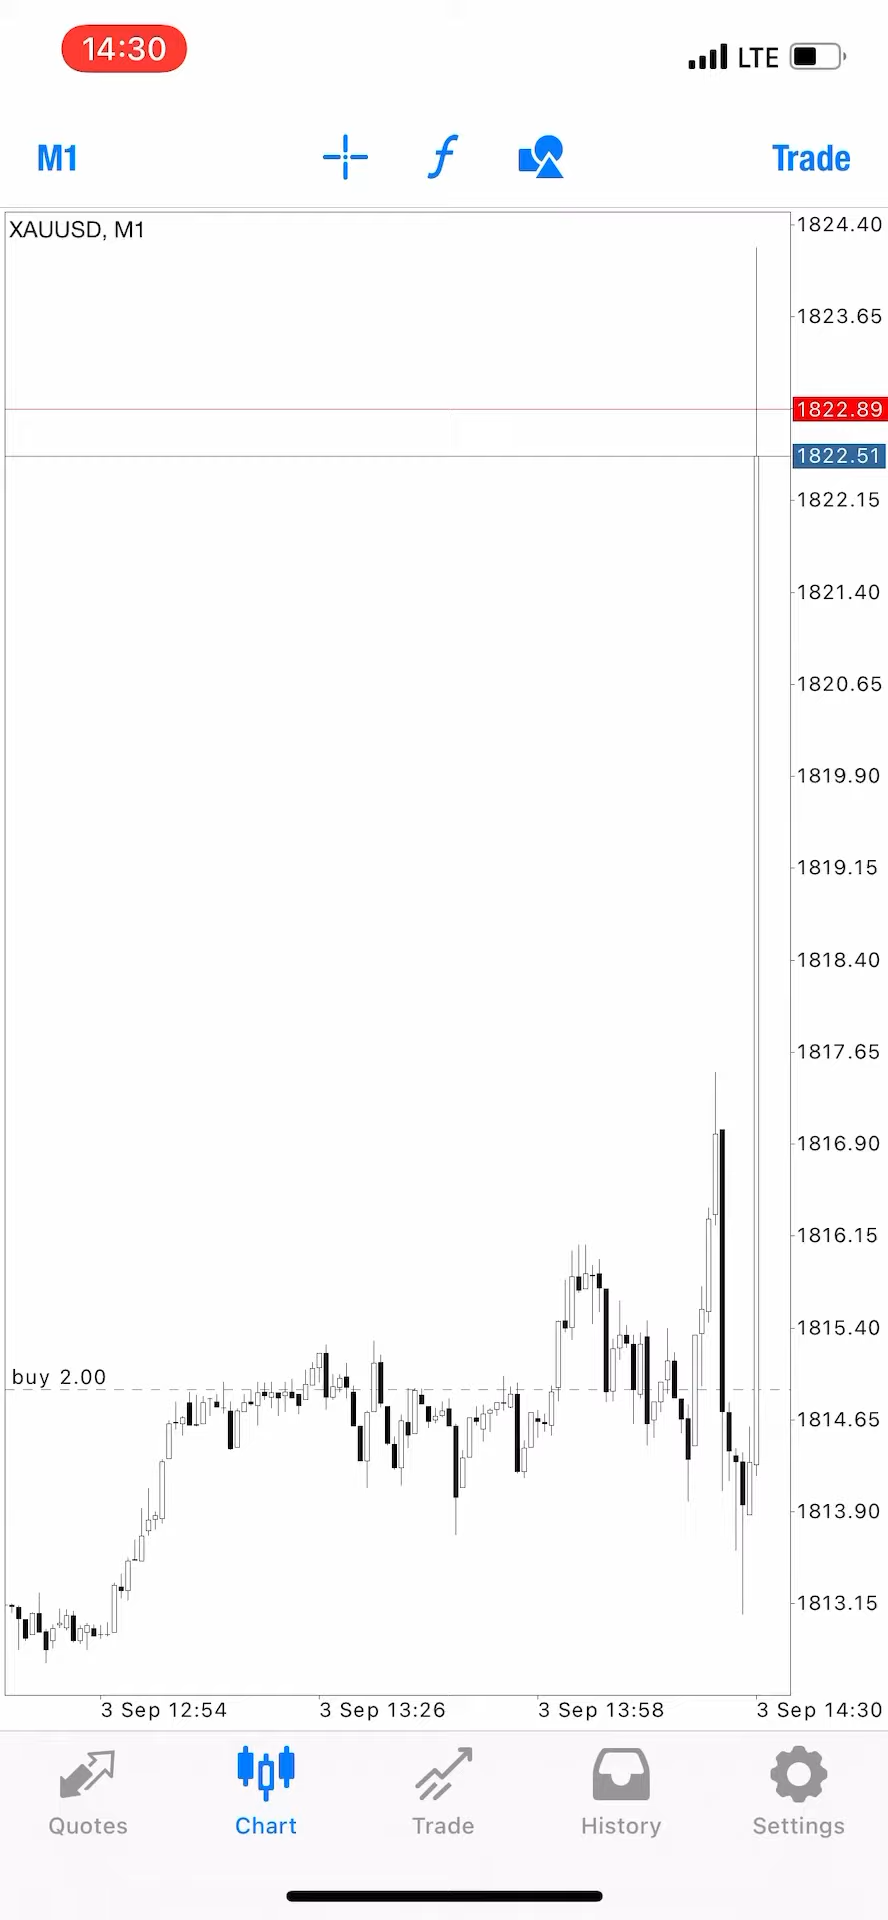 14:30
LTE
M1
Trade
XAUUSD, M1
1824.40
1823.65
1822.89
1822.51
1822.15
1821.40
1820.65
1819.90
1819.15
1818.40
1817.65
1816.90
1816.15
1815.40
buy 2.00
1814.65
1813.90
1813.15
3 Sep 12:54
3 Sep 13:26
3 Sep 13:58
3 Sep 14:30
Quotes
Chart
Trade
History
Settings